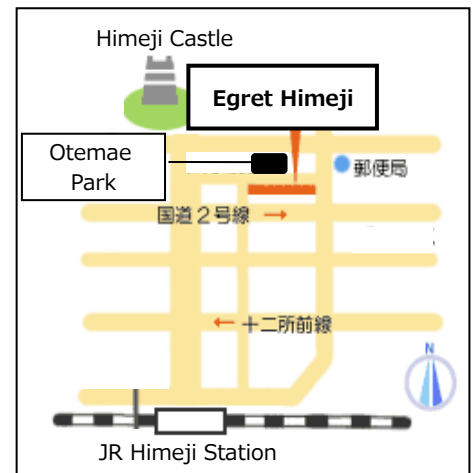 Himeji Castle
Egret Himeji
Otemae
Park
郵便局
国道２号線 →
← 十二所前線
N
JR Himeji Station